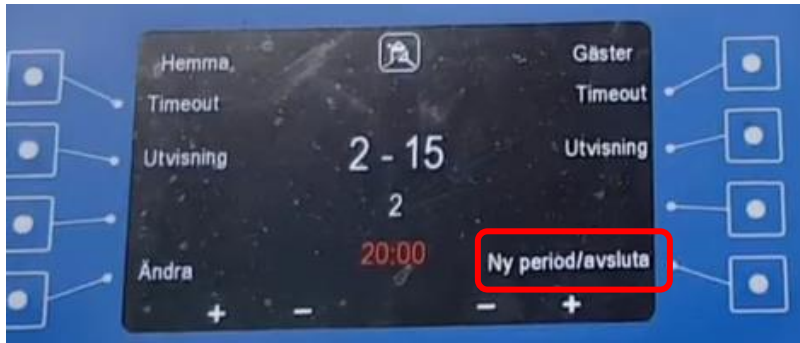 Hemma
Gäster
Timeout
Timeout
Utvisning
2 - 15
Utvisning
2
Ändra
20:00
Ny period/avsluta
+ - - +